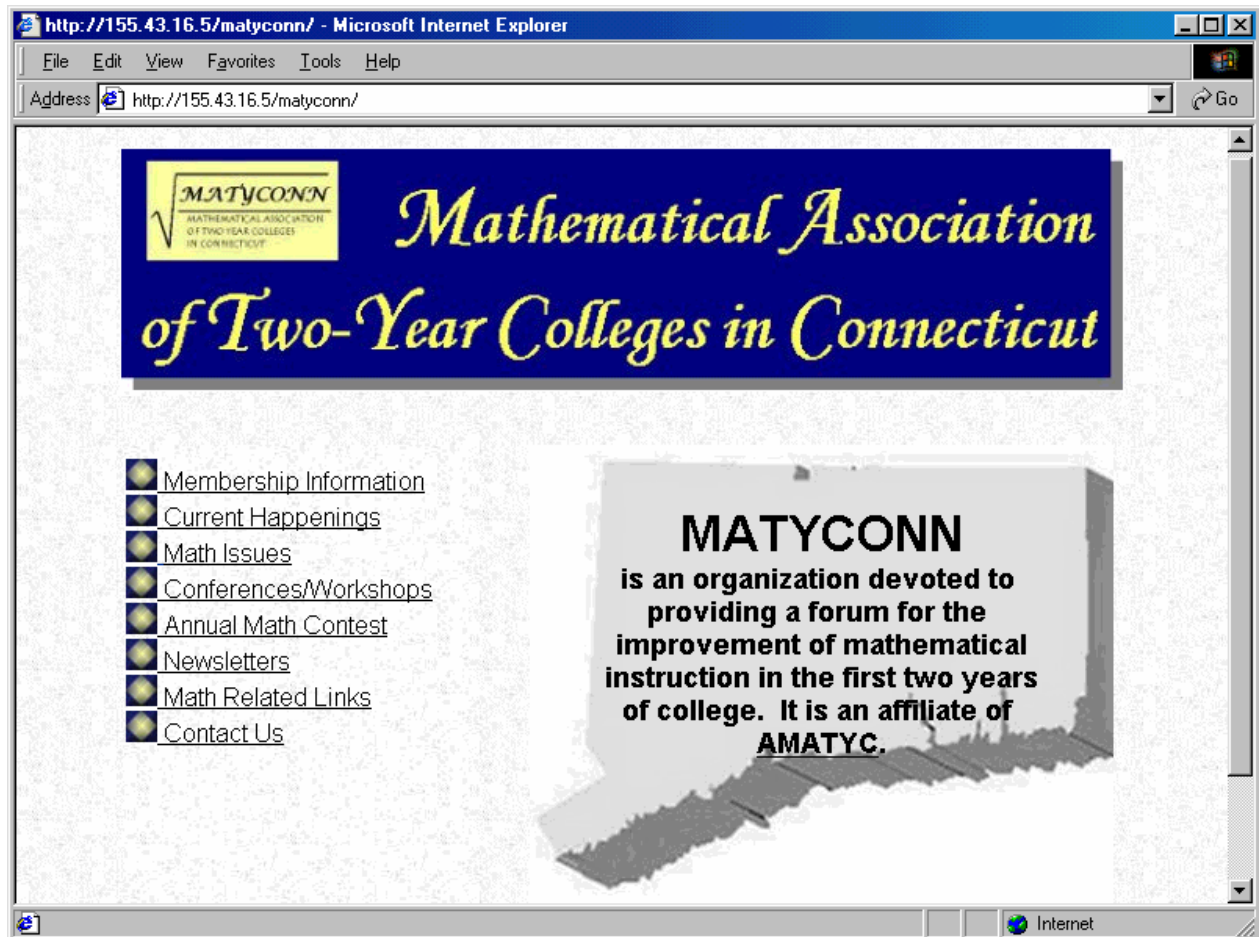 http://155.43.16.5/matyconn/ - Microsoft Internet Explorer
File Edit View Favorites Tools Help
Address http://155.43.16.5/matyconn/ Go
MATYCONN
MATHEMATICAL ASSOCIATION
OF TWO-YEAR COLLEGES
IN CONNECTICUT
Mathematical Association
of Two-Year Colleges in Connecticut
Membership Information
Current Happenings
Math Issues
Conferences/Workshops
Annual Math Contest
Newsletters
Math Related Links
Contact Us
MATYCONN
is an organization devoted to
providing a forum for the
improvement of mathematical
instruction in the first two years
of college. It is an affiliate of
AMATYC.
Internet